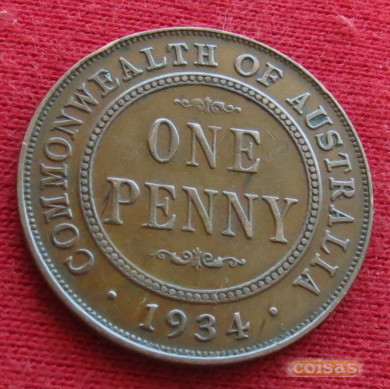 COMMONWEALTH OF AUSTRALIA
ONE
PENNY
· 1934 ·
coisas